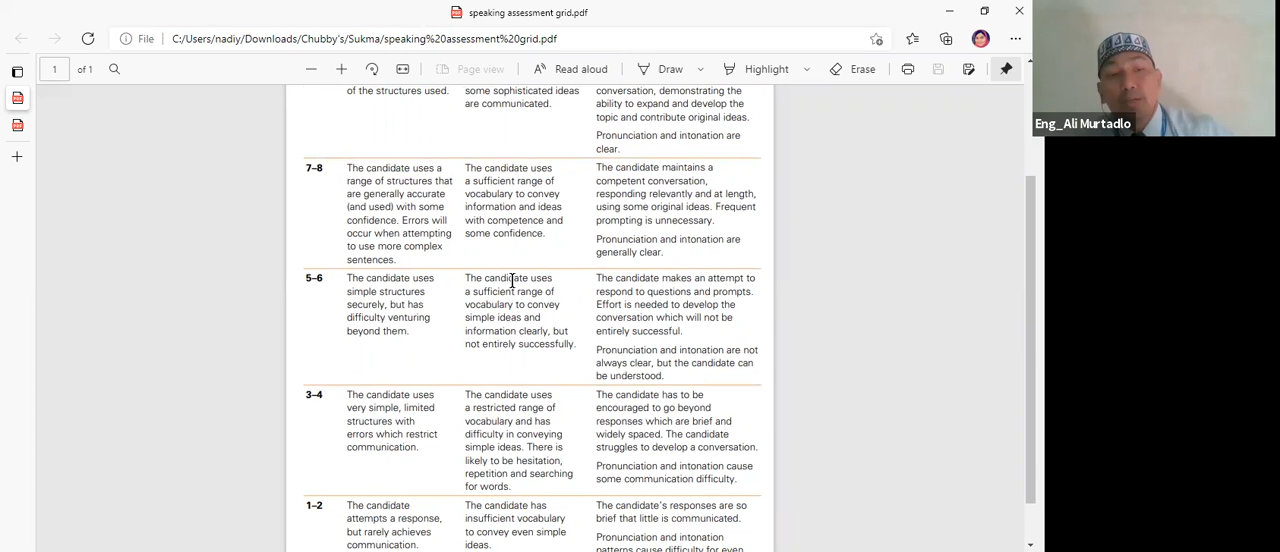 speaking assessment grid.pdf
File
C:/Users/nadiy/Downloads/Chubby's/Sukma/speaking%20assessment%20grid.pdf
1 of 1
Page view
Read aloud
Draw
Highlight
Erase
Eng_Ali Murtadlo
of the structures used.
some sophisticated ideas
are communicated.
conversation, demonstrating the
ability to expand and develop the
topic and contribute original ideas.
Pronunciation and intonation are
clear.
7–8
The candidate uses a
range of structures that
are generally accurate
(and used) with some
confidence. Errors will
occur when attempting
to use more complex
sentences.
The candidate uses
a sufficient range of
vocabulary to convey
information and ideas
with competence and
some confidence.
The candidate maintains a
competent conversation,
responding relevantly and at length,
using some original ideas. Frequent
prompting is unnecessary.
Pronunciation and intonation are
generally clear.
5–6
The candidate uses
simple structures
securely, but has
difficulty venturing
beyond them.
The candidate uses
a sufficient range of
vocabulary to convey
simple ideas and
information clearly, but
not entirely successfully.
The candidate makes an attempt to
respond to questions and prompts.
Effort is needed to develop the
conversation which will not be
entirely successful.
Pronunciation and intonation are not
always clear, but the candidate can
be understood.
3–4
The candidate uses
very simple, limited
structures with
errors which restrict
communication.
The candidate uses
a restricted range of
vocabulary and has
difficulty in conveying
simple ideas. There is
likely to be hesitation,
repetition and searching
for words.
The candidate has to be
encouraged to go beyond
responses which are brief and
widely spaced. The candidate
struggles to develop a conversation.
Pronunciation and intonation cause
some communication difficulty.
1–2
The candidate
attempts a response,
but rarely achieves
communication.
The candidate has
insufficient vocabulary
to convey even simple
ideas.
The candidate's responses are so
brief that little is communicated.
Pronunciation and intonation
patterns cause difficulty for even